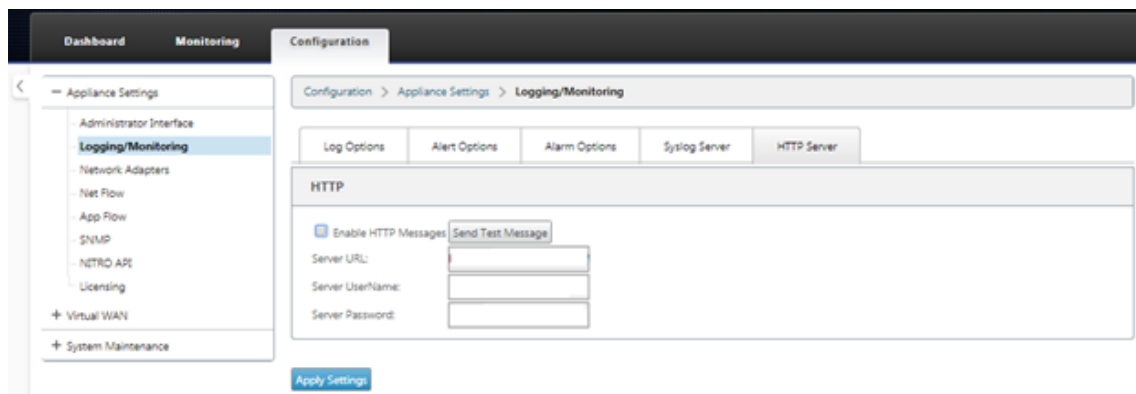 Dashboard Monitoring Configuration
Appliance Settings
Administrator Interface
Logging/Monitoring
Network Adapters
Net Flow
App Flow
SNMP
NITRO API
Licensing
Virtual WAN
System Maintenance
Configuration > Appliance Settings > Logging/Monitoring
Log Options Alert Options Alarm Options Syslog Server HTTP Server
HTTP
Enable HTTP Messages Send Test Message
Server URL:
Server UserName:
Server Password:
Apply Settings